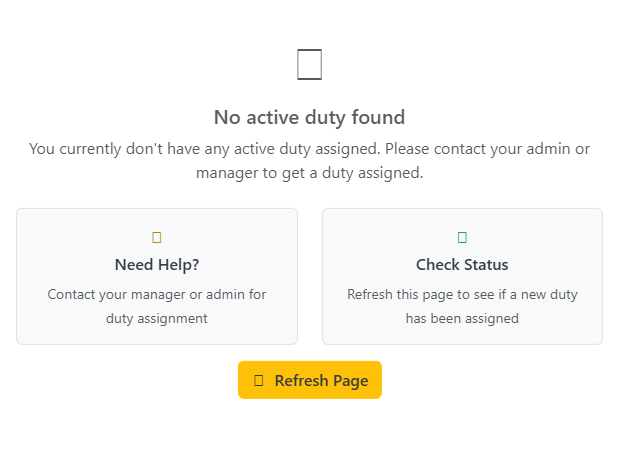 No active duty found
You currently don't have any active duty assigned. Please contact your admin or
manager to get a duty assigned.
Need Help?
Contact your manager or admin for
duty assignment
Check Status
Refresh this page to see if a new duty
has been assigned
Refresh Page